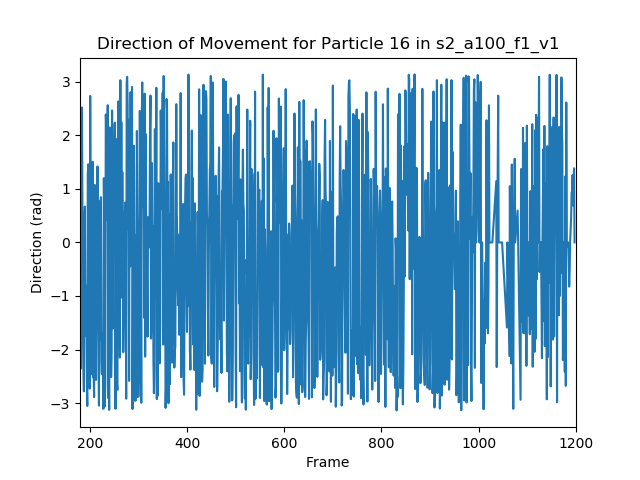 Direction of Movement for Particle 16 in s2_a100_f1_v1
Direction (rad)
3
2
1
0
−1
−2
−3
200 400 600 800 1000 1200
Frame